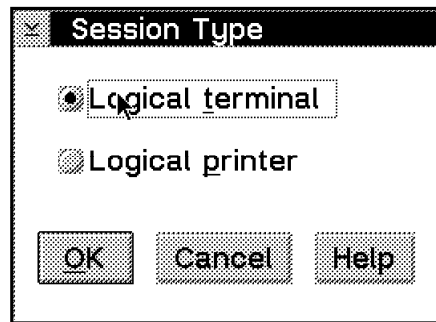 Session Type
Logical terminal
Logical printer
OK Cancel Help